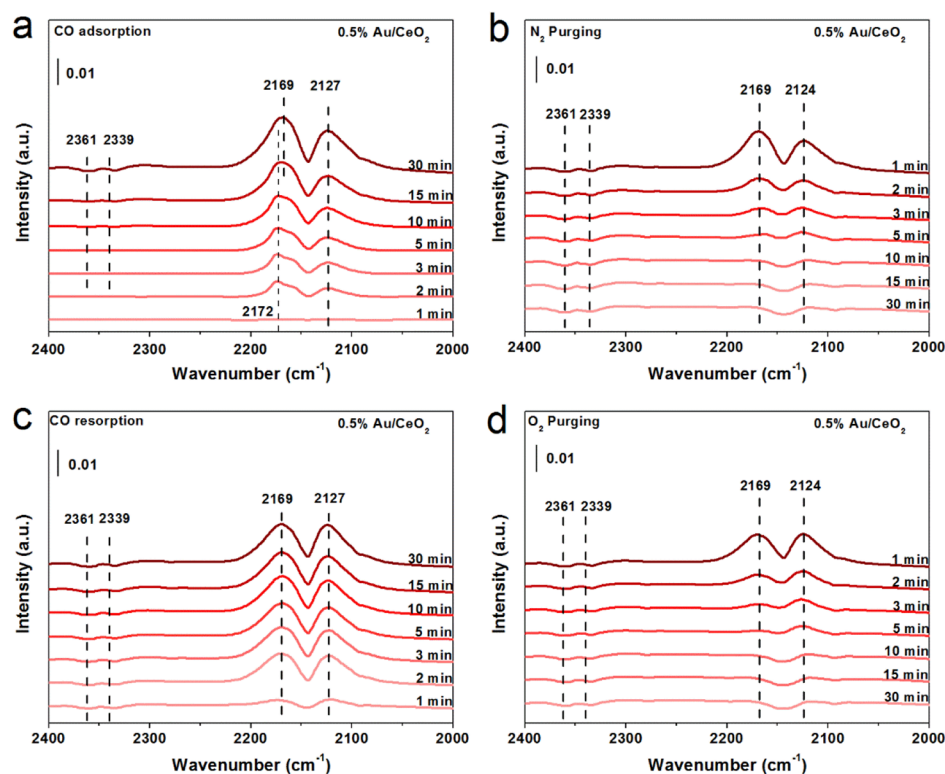 a
CO adsorption
0.5% Au/CeO₂
0.01
2169
2127
2361
2339
30 min
15 min
10 min
5 min
3 min
2 min
2172
1 min
Intensity (a.u.)
2400
2300
2200
2100
2000
Wavenumber (cm⁻¹)
b
N₂ Purging
0.5% Au/CeO₂
0.01
2169
2124
2361
2339
1 min
2 min
3 min
5 min
10 min
15 min
30 min
Intensity (a.u.)
2400
2300
2200
2100
2000
Wavenumber (cm⁻¹)
c
CO resorption
0.5% Au/CeO₂
0.01
2169
2127
2361
2339
30 min
15 min
10 min
5 min
3 min
2 min
1 min
Intensity (a.u.)
2400
2300
2200
2100
2000
Wavenumber (cm⁻¹)
d
O₂ Purging
0.5% Au/CeO₂
0.01
2169
2124
2361
2339
1 min
2 min
3 min
5 min
10 min
15 min
30 min
Intensity (a.u.)
2400
2300
2200
2100
2000
Wavenumber (cm⁻¹)